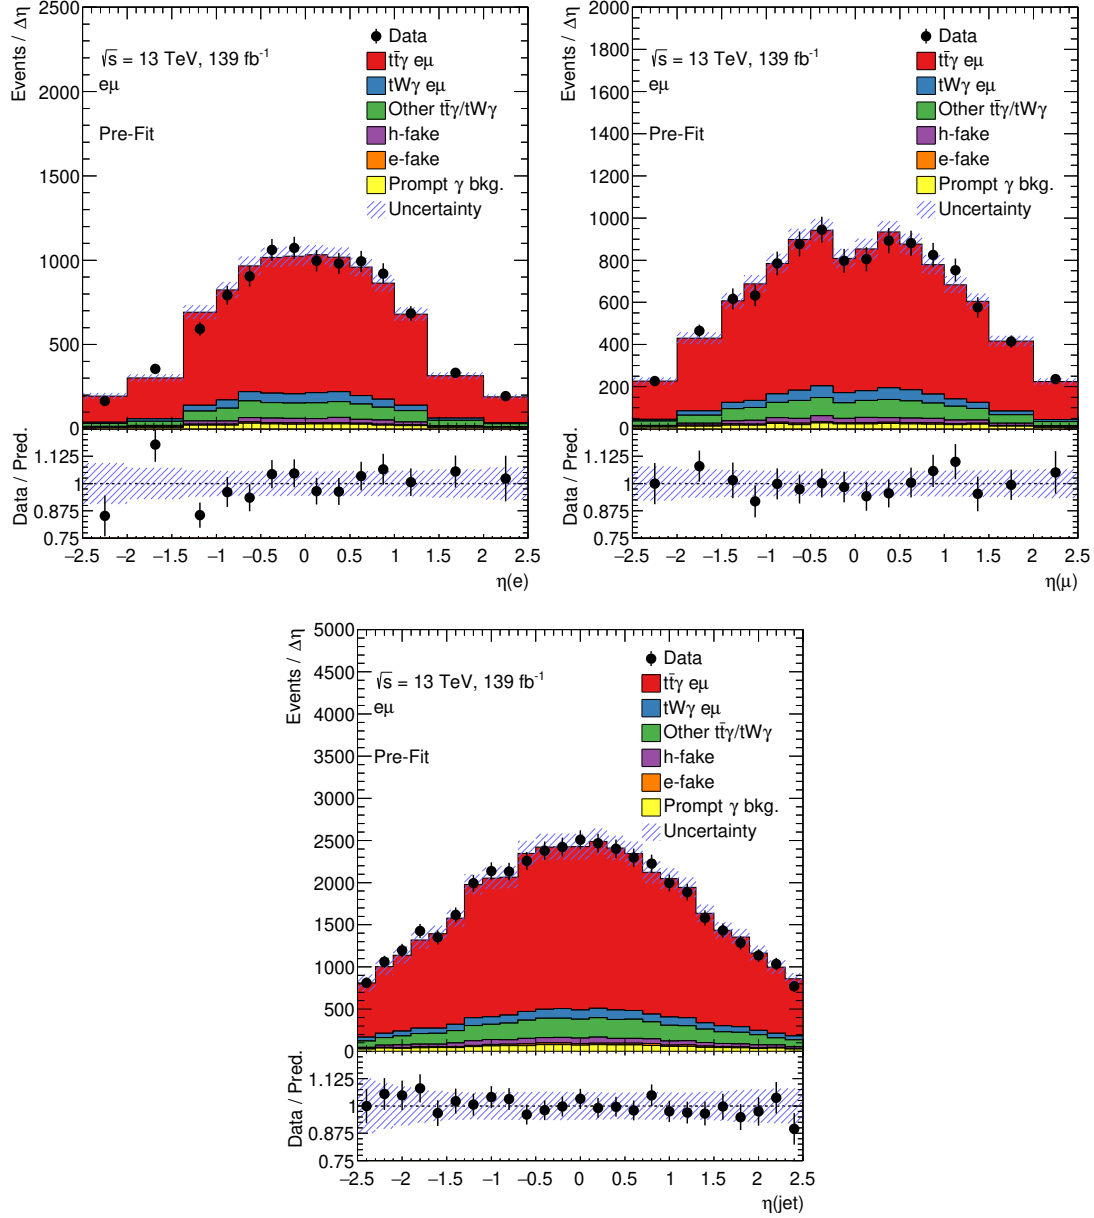 Events / Δη
2500
2000
1500
1000
500
0
√s = 13 TeV, 139 fb⁻¹
eμ
Pre-Fit
Data
tt̄γ eμ
tWγ eμ
Other tt̄γ/tWγ
h-fake
e-fake
Prompt γ bkg.
Uncertainty
Data / Pred.
1.125
1
0.875
0.75
−2.5 −2 −1.5 −1 −0.5 0 0.5 1 1.5 2 2.5
η(e)
Events / Δη
2000
1800
1600
1400
1200
1000
800
600
400
200
0
√s = 13 TeV, 139 fb⁻¹
eμ
Pre-Fit
Data
tt̄γ eμ
tWγ eμ
Other tt̄γ/tWγ
h-fake
e-fake
Prompt γ bkg.
Uncertainty
Data / Pred.
1.125
1
0.875
0.75
−2.5 −2 −1.5 −1 −0.5 0 0.5 1 1.5 2 2.5
η(μ)
Events / Δη
5000
4500
4000
3500
3000
2500
2000
1500
1000
500
0
√s = 13 TeV, 139 fb⁻¹
eμ
Pre-Fit
Data
tt̄γ eμ
tWγ eμ
Other tt̄γ/tWγ
h-fake
e-fake
Prompt γ bkg.
Uncertainty
Data / Pred.
1.125
1
0.875
0.75
−2.5 −2 −1.5 −1 −0.5 0 0.5 1 1.5 2 2.5
η(jet)